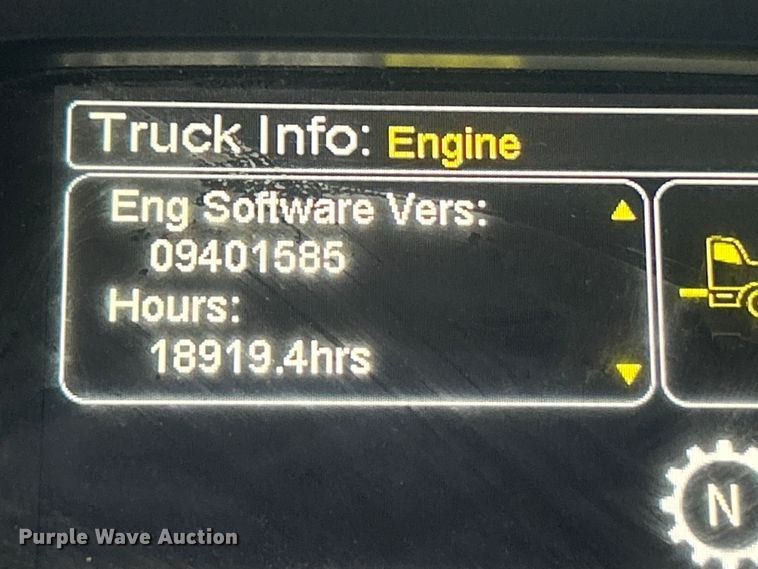 Truck Info: Engine
Eng Software Vers:
09401585
Hours:
18919.4hrs
N
Purple Wave Auction